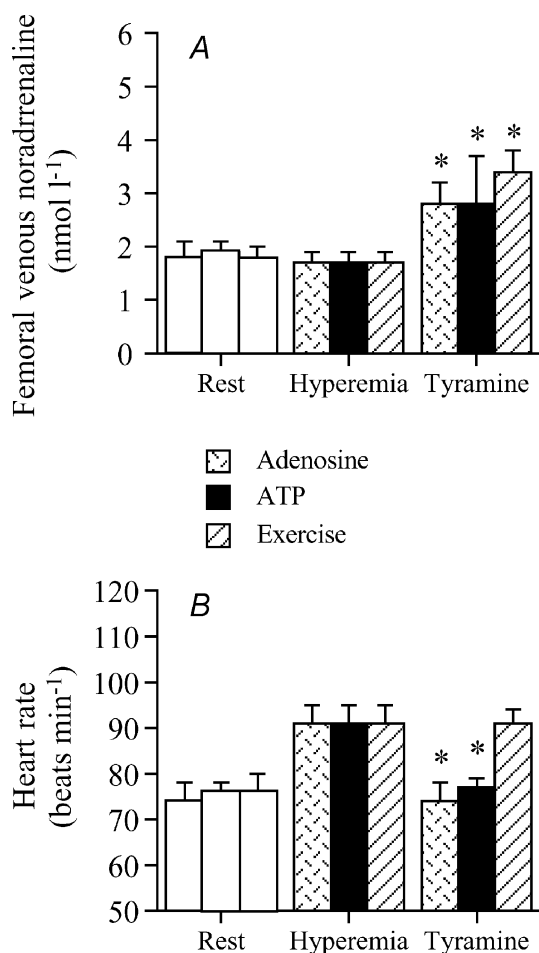 Femoral venous noradrrenaline
(nmol l⁻¹)
A
6
5
4
3
2
1
0
* * *
Rest Hyperemia Tyramine
Adenosine
ATP
Exercise
Heart rate
(beats min⁻¹)
B
120
110
100
90
80
70
60
50
* *
Rest Hyperemia Tyramine